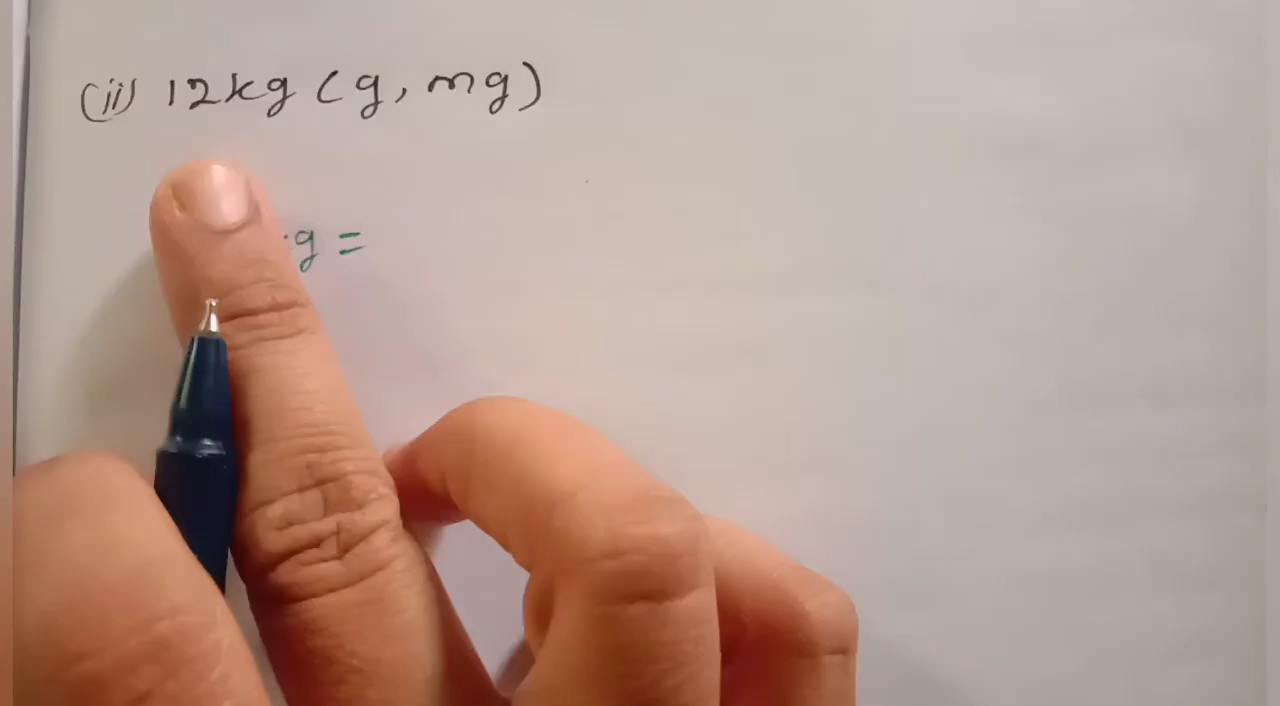 (ii) 12kg (g, mg)
g =